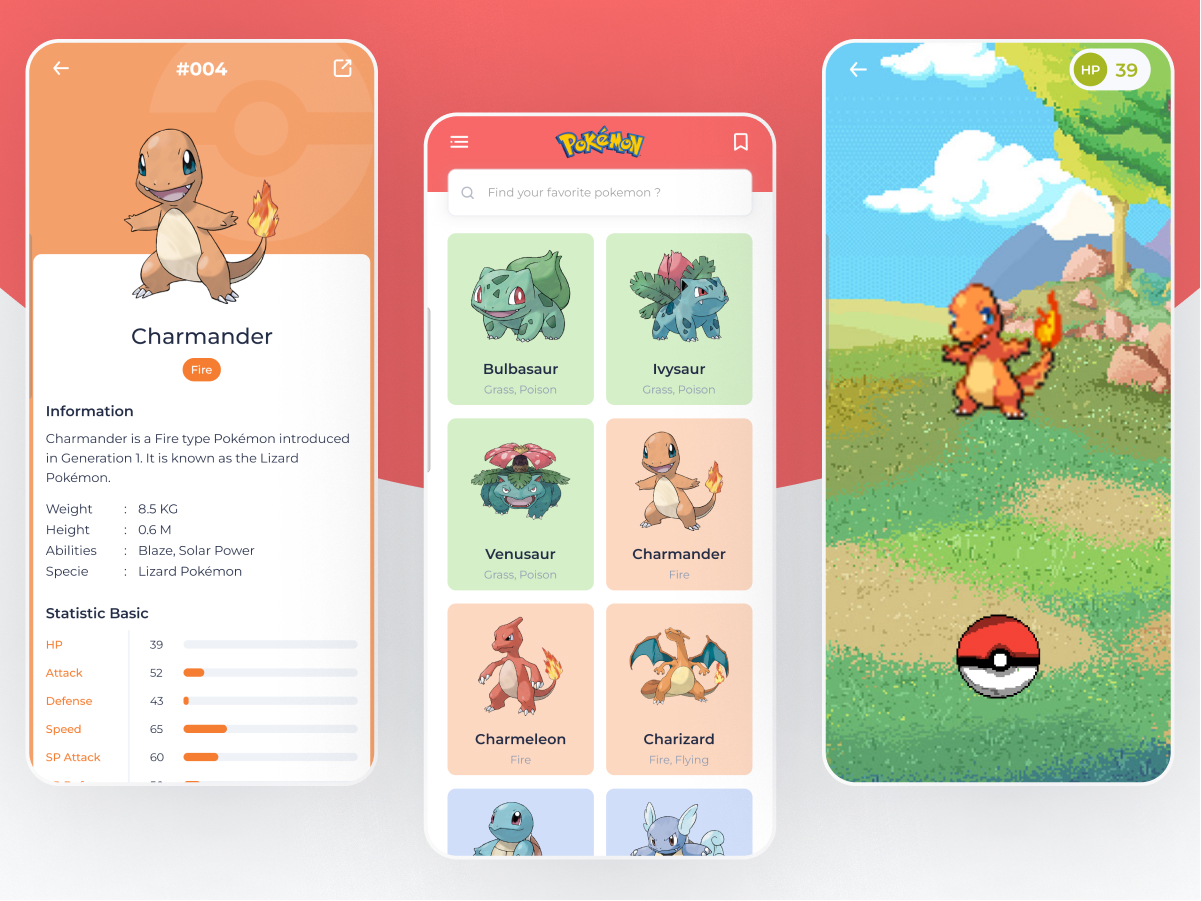 #004
Charmander
Fire
Information
Charmander is a Fire type Pokémon introduced
in Generation 1. It is known as the Lizard
Pokémon.
Weight : 8.5 KG
Height : 0.6 M
Abilities : Blaze, Solar Power
Specie : Lizard Pokémon
Statistic Basic
HP 39
Attack 52
Defense 43
Speed 65
SP Attack 60
POKéMON
Find your favorite pokemon ?
Bulbasaur
Grass, Poison
Ivysaur
Grass, Poison
Venusaur
Grass, Poison
Charmander
Fire
Charmeleon
Fire
Charizard
Fire, Flying
HP 39